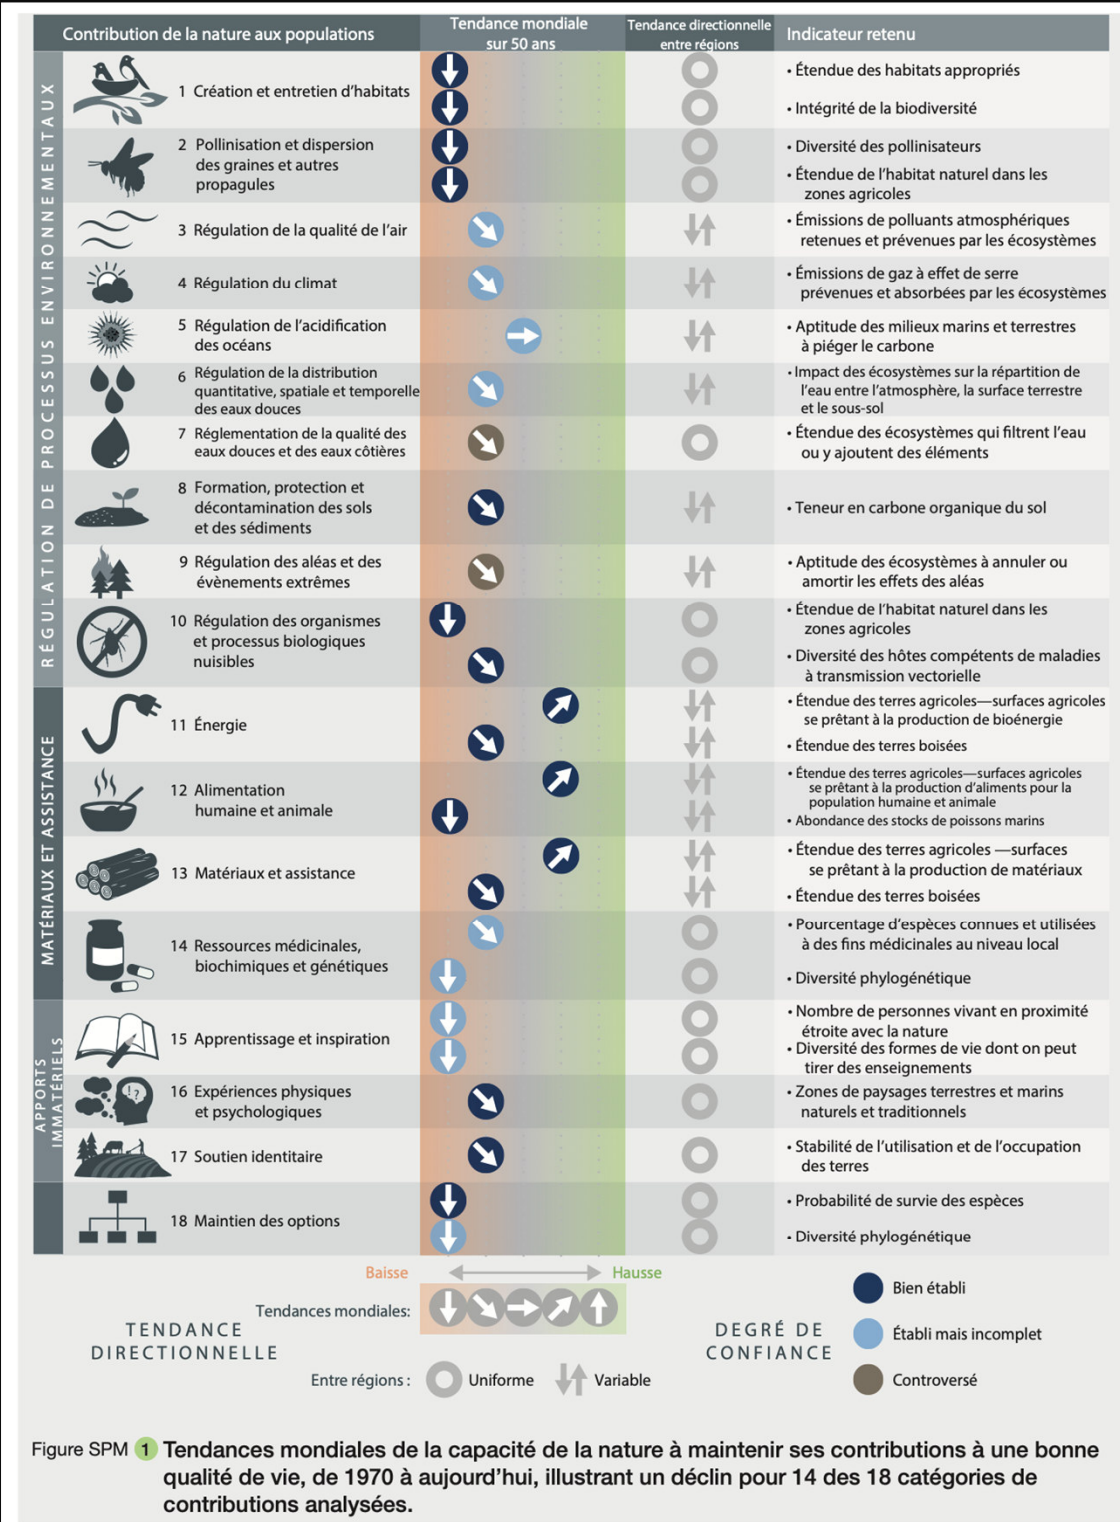 Contribution de la nature aux populations
Tendance mondiale
sur 50 ans
Tendance directionnelle
entre régions
Indicateur retenu
RÉGULATION DE PROCESSUS ENVIRONNEMENTAUX
1 Création et entretien d'habitats
• Étendue des habitats appropriés
• Intégrité de la biodiversité
2 Pollinisation et dispersion
des graines et autres
propagules
• Diversité des pollinisateurs
• Étendue de l'habitat naturel dans les
zones agricoles
3 Régulation de la qualité de l'air
• Émissions de polluants atmosphériques
retenues et prévenues par les écosystèmes
4 Régulation du climat
• Émissions de gaz à effet de serre
prévenues et absorbées par les écosystèmes
5 Régulation de l'acidification
des océans
• Aptitude des milieux marins et terrestres
à piéger le carbone
6 Régulation de la distribution
quantitative, spatiale et temporelle
des eaux douces
• Impact des écosystèmes sur la répartition de
l'eau entre l'atmosphère, la surface terrestre
et le sous-sol
7 Réglementation de la qualité des
eaux douces et des eaux côtières
• Étendue des écosystèmes qui filtrent l'eau
ou y ajoutent des éléments
8 Formation, protection et
décontamination des sols
et des sédiments
• Teneur en carbone organique du sol
9 Régulation des aléas et des
évènements extrêmes
• Aptitude des écosystèmes à annuler ou
amortir les effets des aléas
10 Régulation des organismes
et processus biologiques
nuisibles
• Étendue de l'habitat naturel dans les
zones agricoles
• Diversité des hôtes compétents de maladies
à transmission vectorielle
MATÉRIAUX ET ASSISTANCE
11 Énergie
• Étendue des terres agricoles—surfaces agricoles
se prêtant à la production de bioénergie
• Étendue des terres boisées
12 Alimentation
humaine et animale
• Étendue des terres agricoles—surfaces agricoles
se prêtant à la production d'aliments pour la
population humaine et animale
• Abondance des stocks de poissons marins
13 Matériaux et assistance
• Étendue des terres agricoles —surfaces
se prêtant à la production de matériaux
• Étendue des terres boisées
14 Ressources médicinales,
biochimiques et génétiques
• Pourcentage d'espèces connues et utilisées
à des fins médicinales au niveau local
• Diversité phylogénétique
APPORTS
IMMATÉRIELS
15 Apprentissage et inspiration
• Nombre de personnes vivant en proximité
étroite avec la nature
• Diversité des formes de vie dont on peut
tirer des enseignements
16 Expériences physiques
et psychologiques
!?
• Zones de paysages terrestres et marins
naturels et traditionnels
17 Soutien identitaire
• Stabilité de l'utilisation et de l'occupation
des terres
18 Maintien des options
• Probabilité de survie des espèces
• Diversité phylogénétique
Baisse
Hausse
Tendances mondiales:
TENDANCE
DIRECTIONNELLE
Entre régions :
Uniforme
Variable
DEGRÉ DE
CONFIANCE
Bien établi
Établi mais incomplet
Controversé
Figure SPM 1 Tendances mondiales de la capacité de la nature à maintenir ses contributions à une bonne
qualité de vie, de 1970 à aujourd'hui, illustrant un déclin pour 14 des 18 catégories de
contributions analysées.